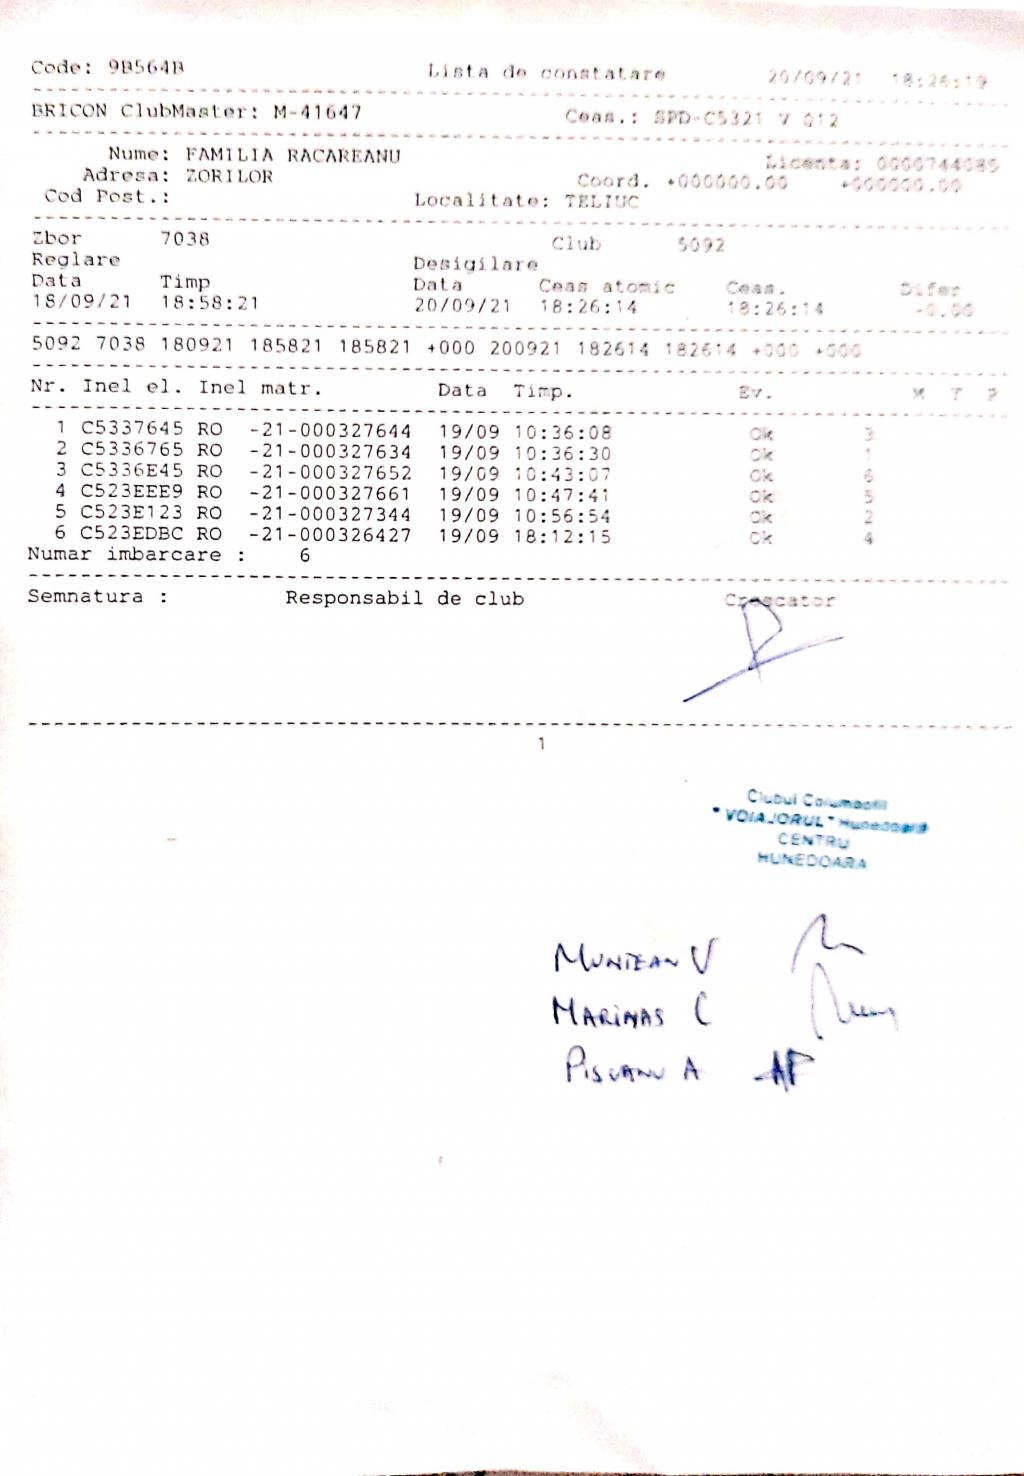 Code: 9B564B Lista de constatare 20/09/21 18:26:19
BRICON ClubMaster: M-41647 Ceas.: SPD-C5321 V 012
Nume: FAMILIA RACAREANU Licenta: 0000744085
Adresa: ZORILOR Coord. +000000.00 +000000.00
Cod Post.: Localitate: TELIUC
Zbor 7038 Club 5092
Reglare Desigilare
Data Timp Data Ceas atomic Ceas. Difer
18/09/21 18:58:21 20/09/21 18:26:14 18:26:14 -0.00
5092 7038 180921 185821 185821 +000 200921 182614 182614 +000 +000
Nr. Inel el. Inel matr. Data Timp. Ev. M T P
1 C5337645 RO -21-000327644 19/09 10:36:08 Ok 3
2 C5336765 RO -21-000327634 19/09 10:36:30 Ok 1
3 C5336E45 RO -21-000327652 19/09 10:43:07 Ok 6
4 C523EEE9 RO -21-000327661 19/09 10:47:41 Ok 5
5 C523E123 RO -21-000327344 19/09 10:56:54 Ok 2
6 C523EDBC RO -21-000326427 19/09 18:12:15 Ok 4
Numar imbarcare : 6
Semnatura : Responsabil de club Crescator
1
Clubul Columbofil
"VOIAJORUL" Hunedoara
CENTRU
HUNEDOARA
MUNTEAN V
MARINAS C
PISCANU A AP